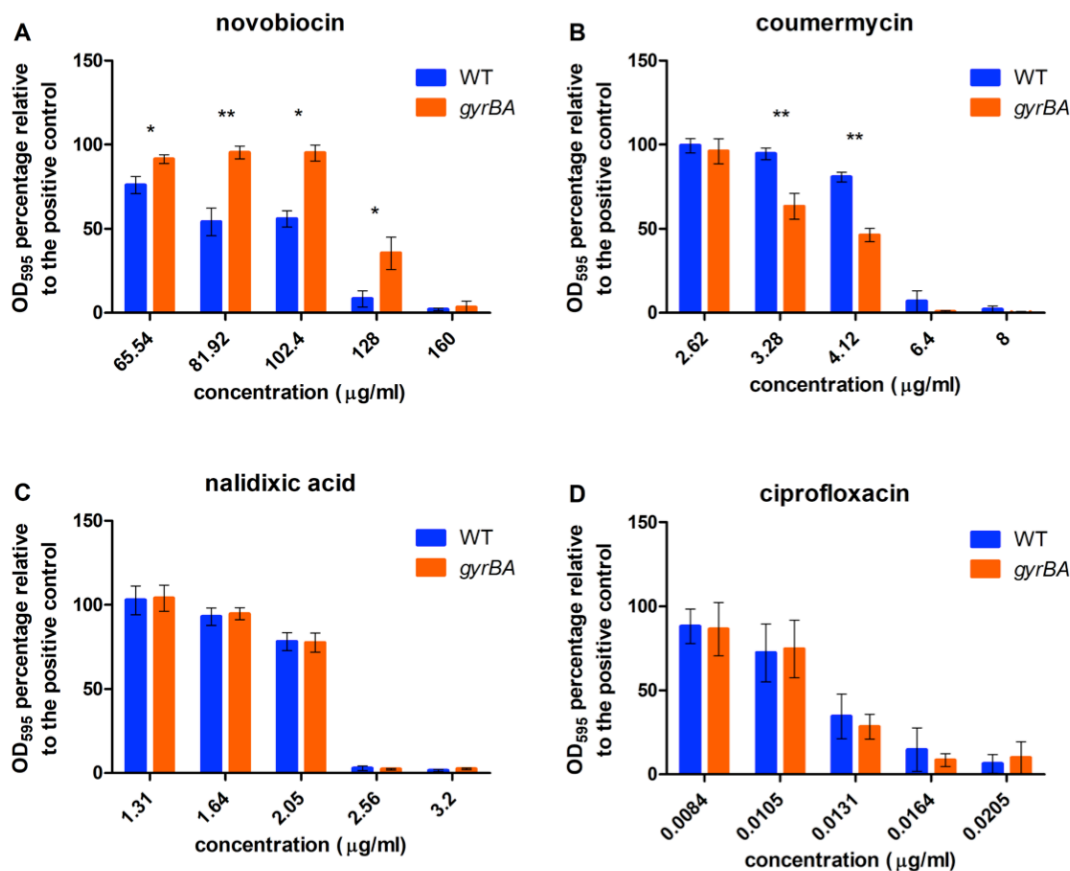 A
novobiocin
OD595 percentage relative
to the positive control
150
100
50
0
WT
gyrBA
*
**
*
*
65.54
81.92
102.4
128
160
concentration (μg/ml)
B
coumermycin
OD595 percentage relative
to the positive control
150
100
50
0
WT
gyrBA
**
**
2.62
3.28
4.12
6.4
8
concentration (μg/ml)
C
nalidixic acid
OD595 percentage relative
to the positive control
150
100
50
0
WT
gyrBA
1.31
1.64
2.05
2.56
3.2
concentration (μg/ml)
D
ciprofloxacin
OD595 percentage relative
to the positive control
150
100
50
0
WT
gyrBA
0.0084
0.0105
0.0131
0.0164
0.0205
concentration (μg/ml)